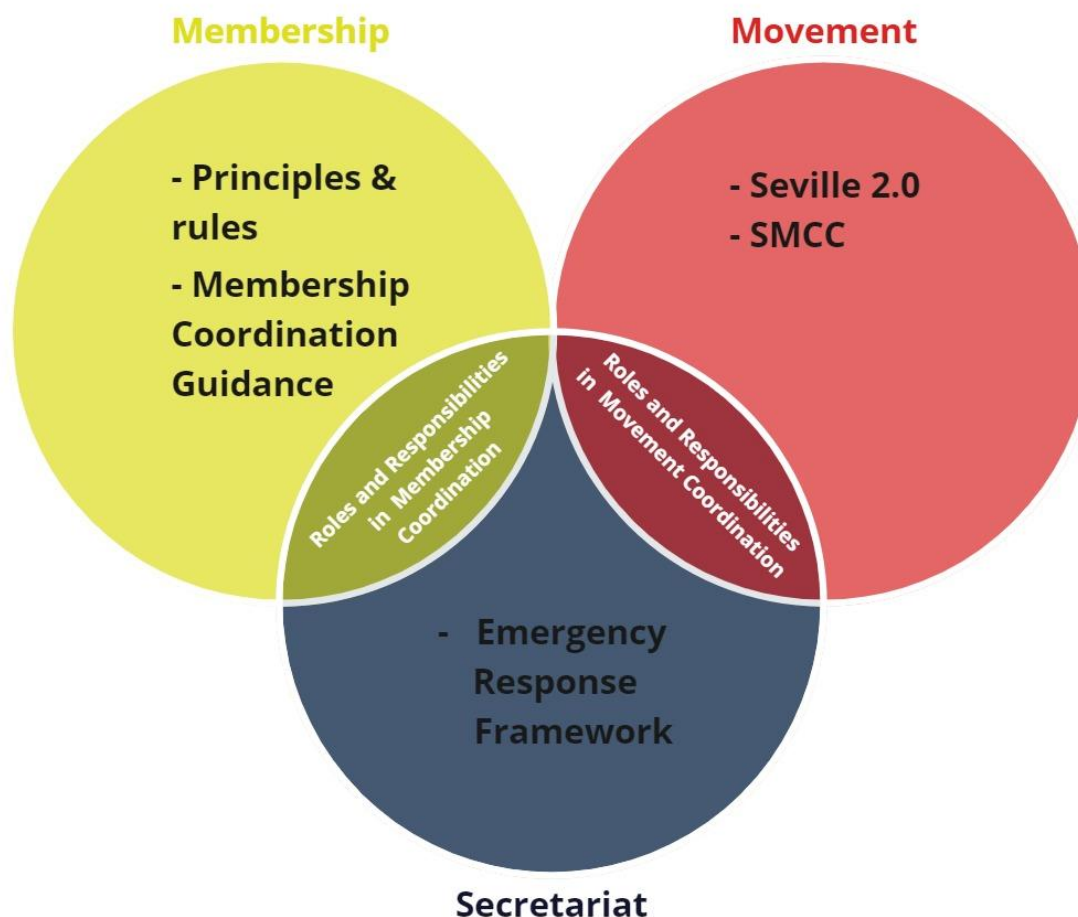 Membership
Movement
- Principles &
rules
- Membership
Coordination
Guidance
- Seville 2.0
- SMCC
Roles and Responsibilities
in Membership
Coordination
Roles and Responsibilities
in Movement Coordination
- Emergency
Response
Framework
Secretariat